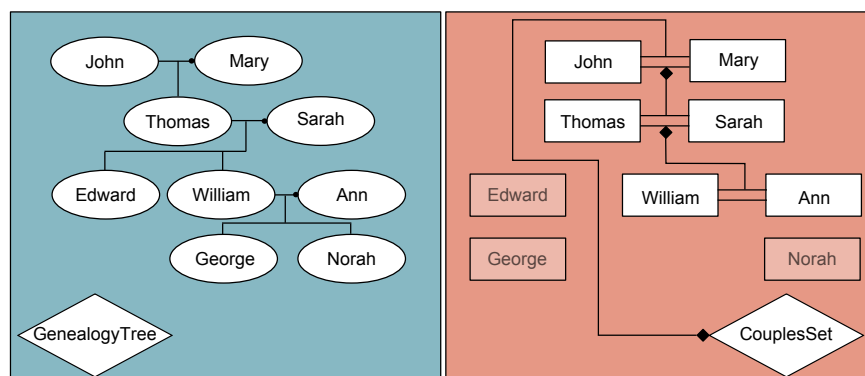 John
Mary
Thomas
Sarah
Edward
William
Ann
George
Norah
GenealogyTree
John
Mary
Thomas
Sarah
William
Ann
Edward
George
Norah
CouplesSet